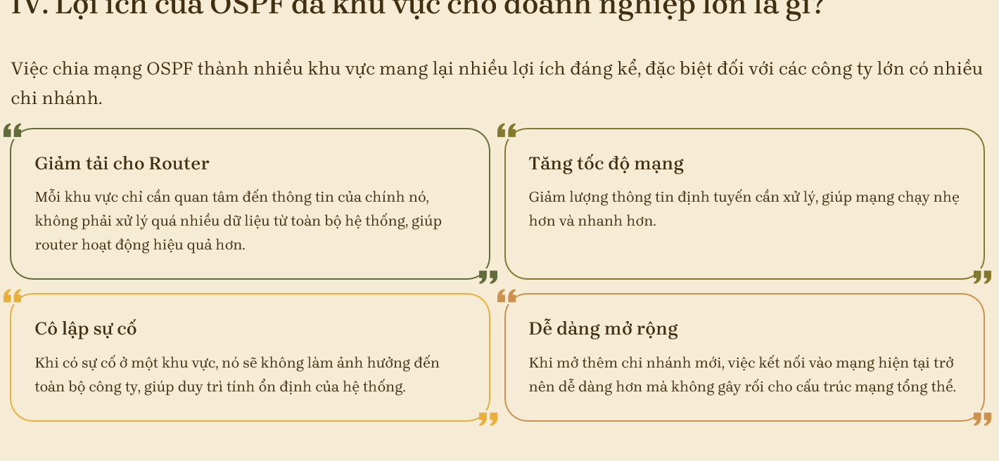 IV. Lợi ích của OSPF đa khu vực cho doanh nghiệp lớn là gì?
Việc chia mạng OSPF thành nhiều khu vực mang lại nhiều lợi ích đáng kể, đặc biệt đối với các công ty lớn có nhiều
chi nhánh.
Giảm tải cho Router
Mỗi khu vực chỉ cần quan tâm đến thông tin của chính nó,
không phải xử lý quá nhiều dữ liệu từ toàn bộ hệ thống, giúp
router hoạt động hiệu quả hơn.
Tăng tốc độ mạng
Giảm lượng thông tin định tuyến cần xử lý, giúp mạng chạy nhẹ
hơn và nhanh hơn.
Cô lập sự cố
Khi có sự cố ở một khu vực, nó sẽ không làm ảnh hưởng đến
toàn bộ công ty, giúp duy trì tính ổn định của hệ thống.
Dễ dàng mở rộng
Khi mở thêm chi nhánh mới, việc kết nối vào mạng hiện tại trở
nên dễ dàng hơn mà không gây rối cho cấu trúc mạng tổng thể.